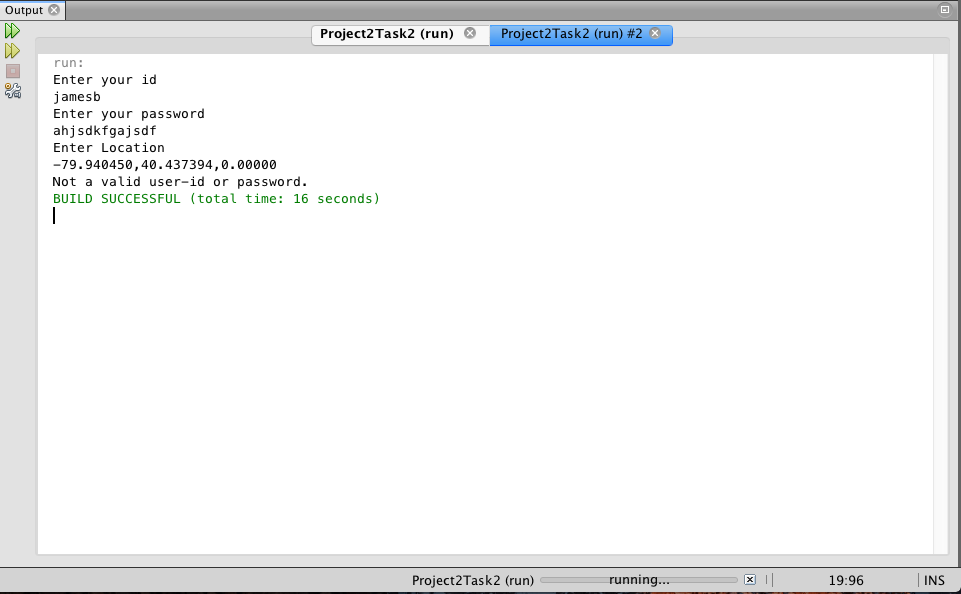 Output
Project2Task2 (run) Project2Task2 (run) #2
run:
Enter your id
jamesb
Enter your password
ahjsdkfgajsdf
Enter Location
-79.940450,40.437394,0.00000
Not a valid user-id or password.
BUILD SUCCESSFUL (total time: 16 seconds)
Project2Task2 (run) running... 19:96 INS